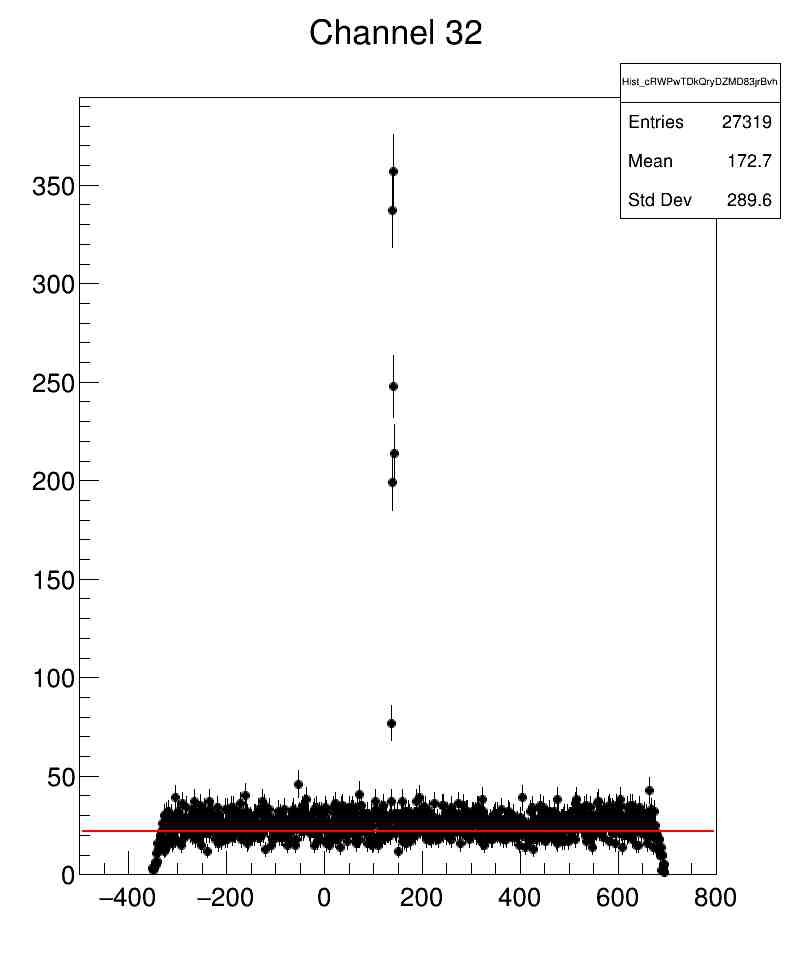 Channel 32
Hist_cRWPwTDkQryDZMD83jrBvh
Entries 27319
Mean 172.7
Std Dev 289.6
350
300
250
200
150
100
50
0
−400 −200 0 200 400 600 800